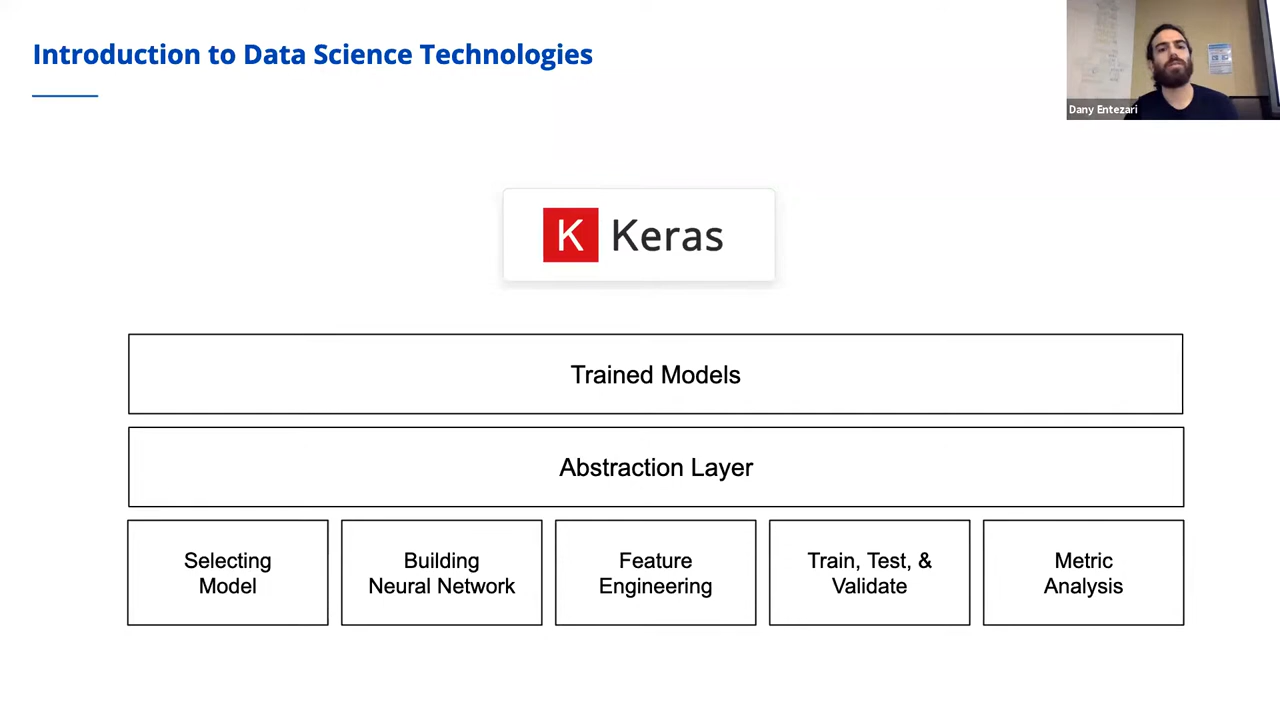 Introduction to Data Science Technologies
Dany Entezari
K Keras
Trained Models
Abstraction Layer
Selecting
Model
Building
Neural Network
Feature
Engineering
Train, Test, &
Validate
Metric
Analysis